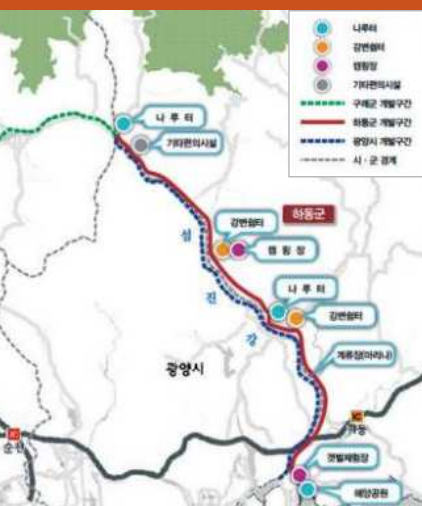 나루터
강변쉼터
캠핑장
기타편의시설
구례군 개발구간
하동군 개발구간
광양시 개발구간
시·군 경계
나루터
기타편의시설
강변쉼터
하동군
캠핑장
섬
진
강
나루터
강변쉼터
계류장(마리나)
광양시
IC
하동
IC
순천
갯벌체험장
해양공원